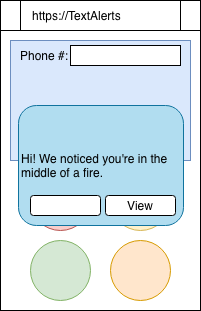 https://TextAlerts
Phone #:
Hi! We noticed you're in the
middle of a fire.
View